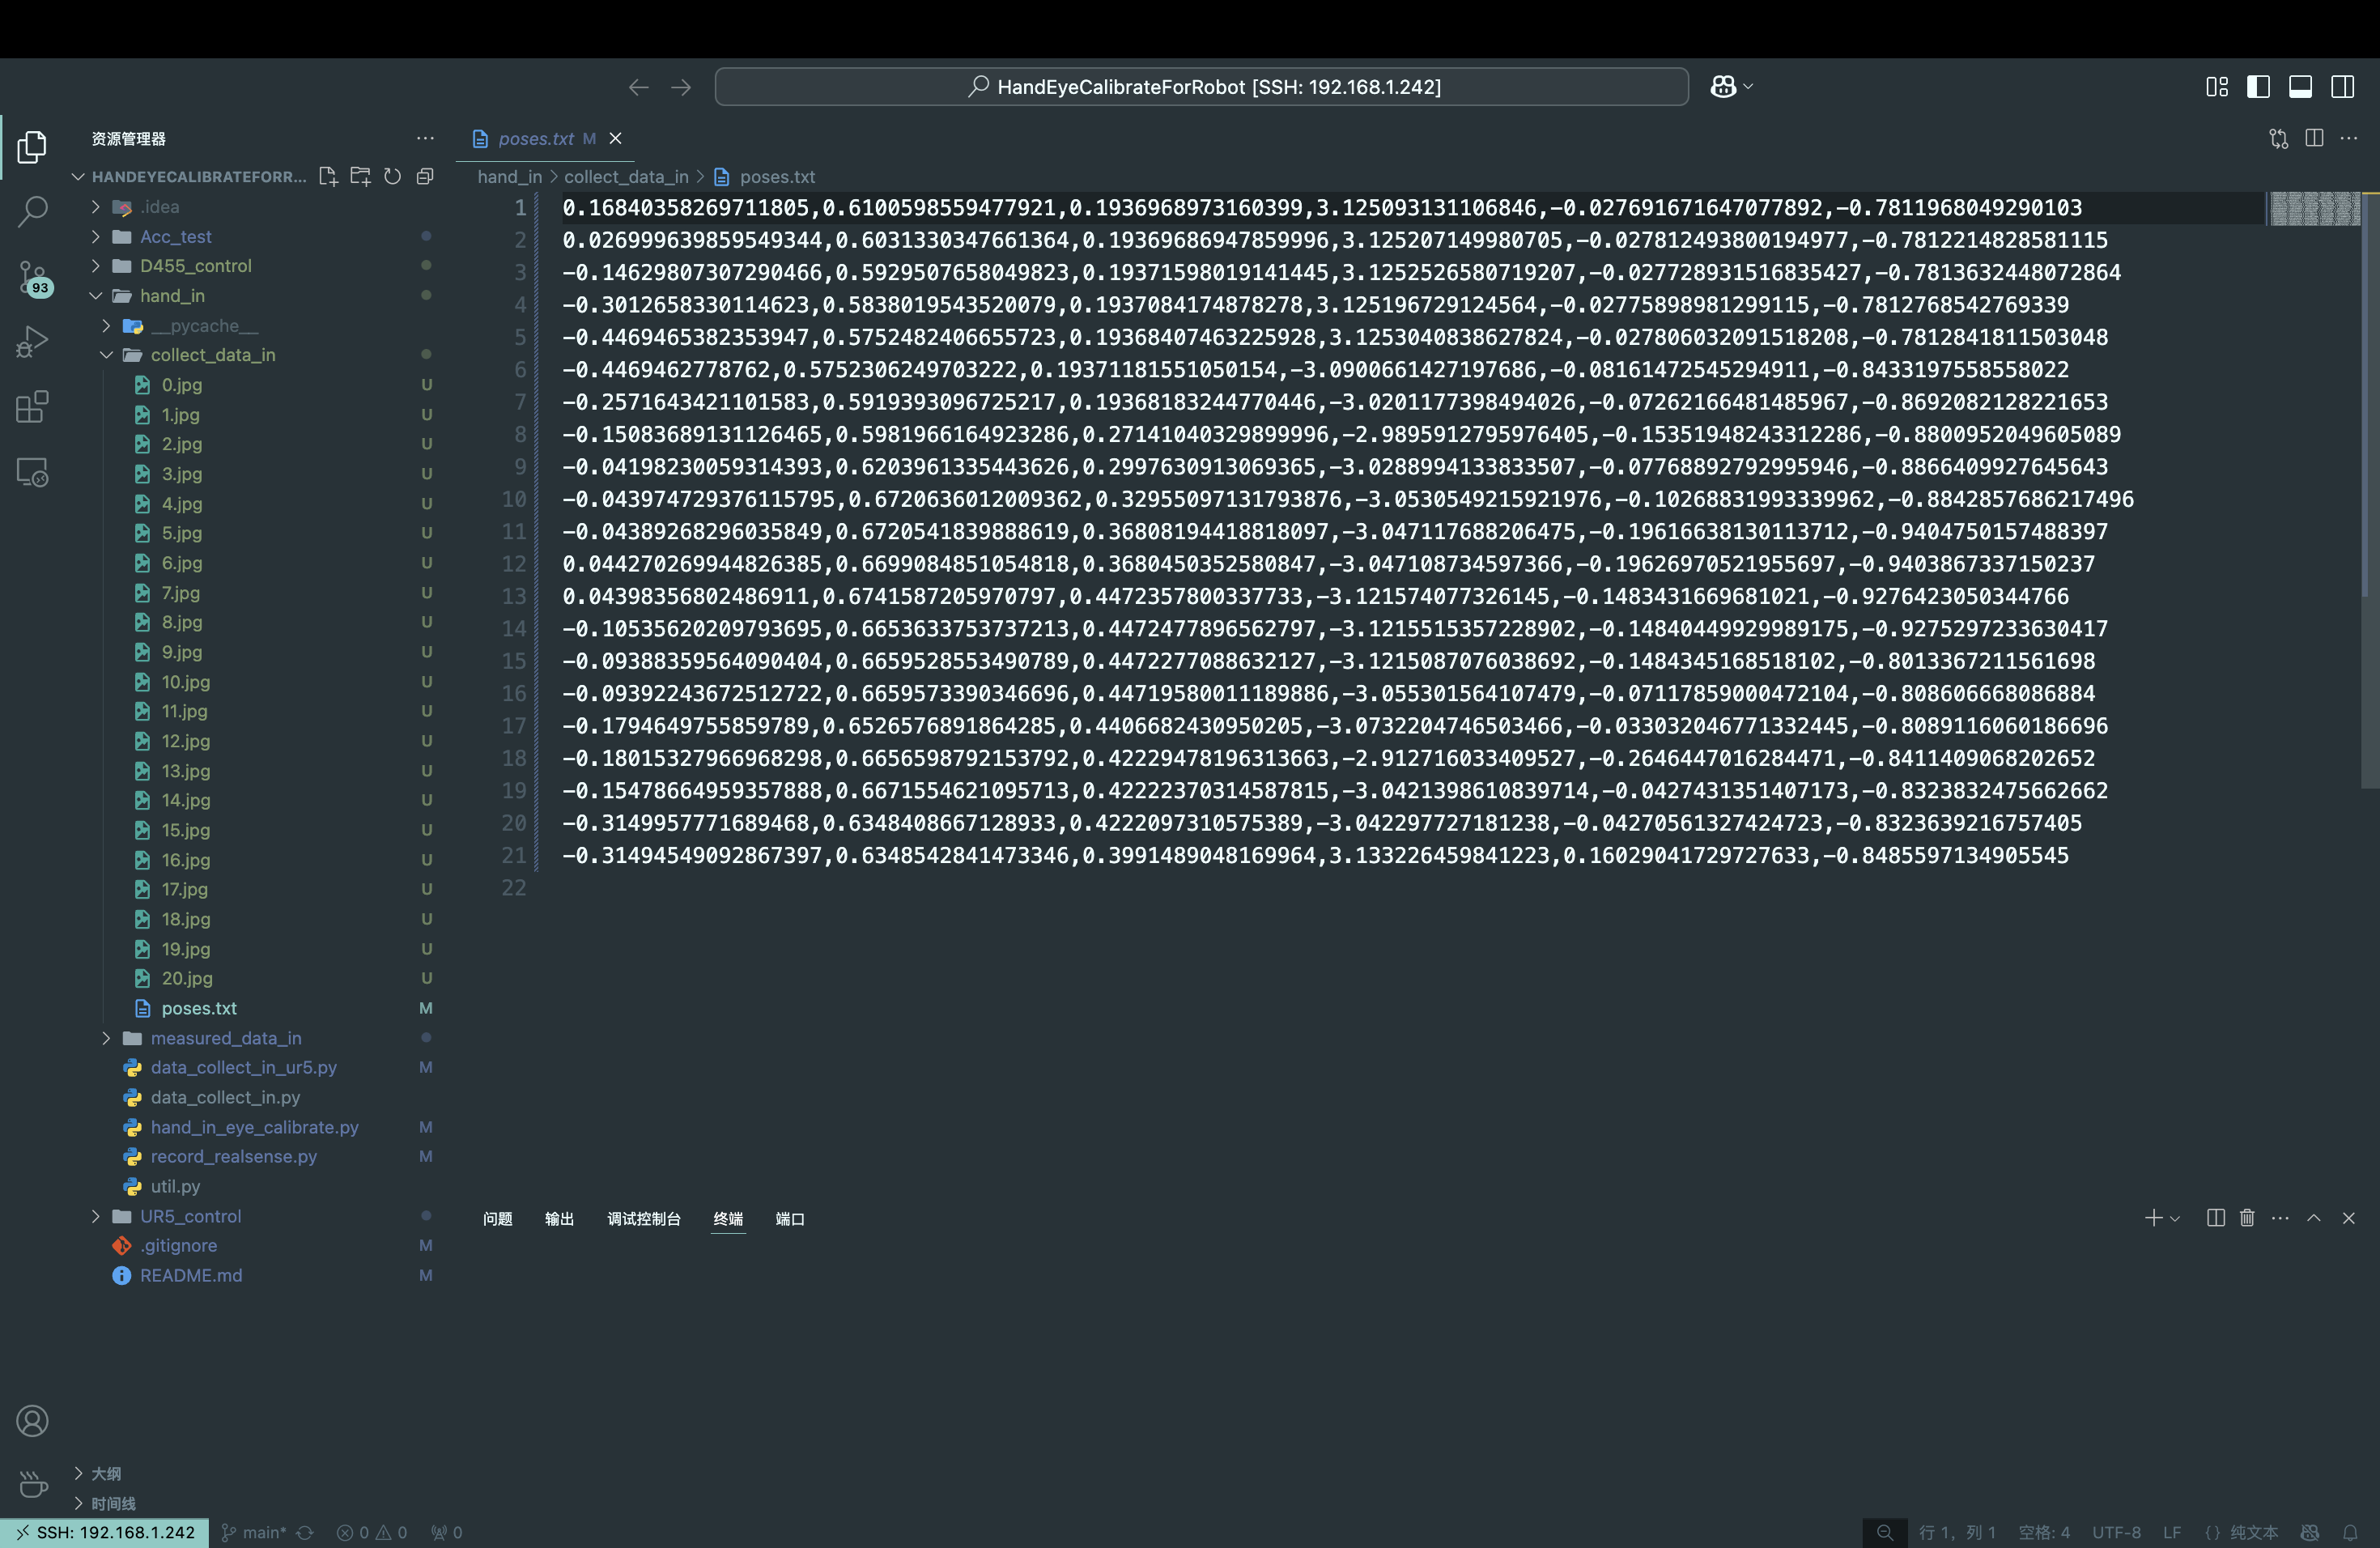 HandEyeCalibrateForRobot [SSH: 192.168.1.242]
资源管理器
HANDEYECALIBRATEFORR...
.idea
Acc_test
D455_control
hand_in
__pycache__
collect_data_in
0.jpg U
1.jpg U
2.jpg U
3.jpg U
4.jpg U
5.jpg U
6.jpg U
7.jpg U
8.jpg U
9.jpg U
10.jpg U
11.jpg U
12.jpg U
13.jpg U
14.jpg U
15.jpg U
16.jpg U
17.jpg U
18.jpg U
19.jpg U
20.jpg U
poses.txt M
measured_data_in
data_collect_in_ur5.py M
data_collect_in.py
hand_in_eye_calibrate.py M
record_realsense.py M
util.py
UR5_control
.gitignore M
README.md M
大纲
时间线
93
poses.txt M
hand_in > collect_data_in > poses.txt
1 0.16840358269711805,0.6100598559477921,0.1936968973160399,3.125093131106846,-0.027691671647077892,-0.7811968049290103
2 0.026999639859549344,0.6031330347661364,0.19369686947859996,3.125207149980705,-0.027812493800194977,-0.7812214828581115
3 -0.14629807307290466,0.5929507658049823,0.19371598019141445,3.1252526580719207,-0.027728931516835427,-0.7813632448072864
4 -0.3012658330114623,0.5838019543520079,0.1937084174878278,3.125196729124564,-0.02775898981299115,-0.7812768542769339
5 -0.4469465382353947,0.5752482406655723,0.19368407463225928,3.1253040838627824,-0.027806032091518208,-0.7812841811503048
6 -0.4469462778762,0.5752306249703222,0.19371181551050154,-3.0900661427197686,-0.08161472545294911,-0.8433197558558022
7 -0.2571643421101583,0.5919393096725217,0.19368183244770446,-3.0201177398494026,-0.07262166481485967,-0.8692082128221653
8 -0.15083689131126465,0.5981966164923286,0.27141040329899996,-2.9895912795976405,-0.15351948243312286,-0.8800952049605089
9 -0.04198230059314393,0.6203961335443626,0.2997630913069365,-3.0288994133833507,-0.07768892792995946,-0.8866409927645643
10 -0.043974729376115795,0.6720636012009362,0.32955097131793876,-3.0530549215921976,-0.10268831993339962,-0.8842857686217496
11 -0.04389268296035849,0.6720541839888619,0.36808194418818097,-3.047117688206475,-0.19616638130113712,-0.9404750157488397
12 0.044270269944826385,0.6699084851054818,0.3680450352580847,-3.047108734597366,-0.19626970521955697,-0.9403867337150237
13 0.04398356802486911,0.6741587205970797,0.4472357800337733,-3.121574077326145,-0.1483431669681021,-0.9276423050344766
14 -0.10535620209793695,0.6653633753737213,0.4472477896562797,-3.1215515357228902,-0.14840449929989175,-0.9275297233630417
15 -0.09388359564090404,0.6659528553490789,0.4472277088632127,-3.1215087076038692,-0.1484345168518102,-0.8013367211561698
16 -0.09392243672512722,0.6659573390346696,0.44719580011189886,-3.055301564107479,-0.07117859000472104,-0.808606668086884
17 -0.1794649755859789,0.6526576891864285,0.4406682430950205,-3.0732204746503466,-0.033032046771332445,-0.8089116060186696
18 -0.18015327966968298,0.6656598792153792,0.42229478196313663,-2.912716033409527,-0.2646447016284471,-0.8411409068202652
19 -0.15478664959357888,0.6671554621095713,0.42222370314587815,-3.0421398610839714,-0.0427431351407173,-0.8323832475662662
20 -0.3149957771689468,0.6348408667128933,0.4222097310575389,-3.042297727181238,-0.04270561327424723,-0.8323639216757405
21 -0.31494549092867397,0.6348542841473346,0.3991489048169964,3.133226459841223,0.16029041729727633,-0.8485597134905545
22
问题 输出 调试控制台 终端 端口
SSH: 192.168.1.242 main* 0 0 0 行 1，列 1 空格: 4 UTF-8 LF {} 纯文本